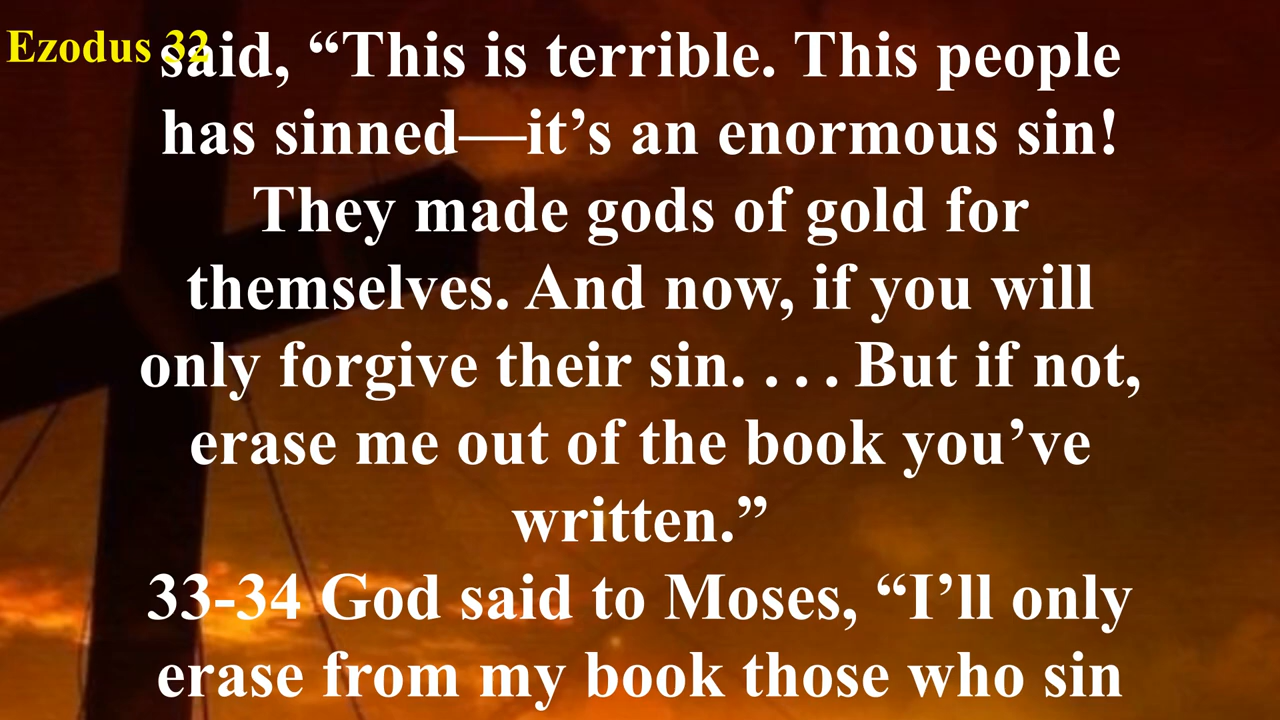 Ezodus 32
said, “This is terrible. This people
has sinned—it’s an enormous sin!
They made gods of gold for
themselves. And now, if you will
only forgive their sin. . . . But if not,
erase me out of the book you’ve
written.”
33-34 God said to Moses, “I’ll only
erase from my book those who sin